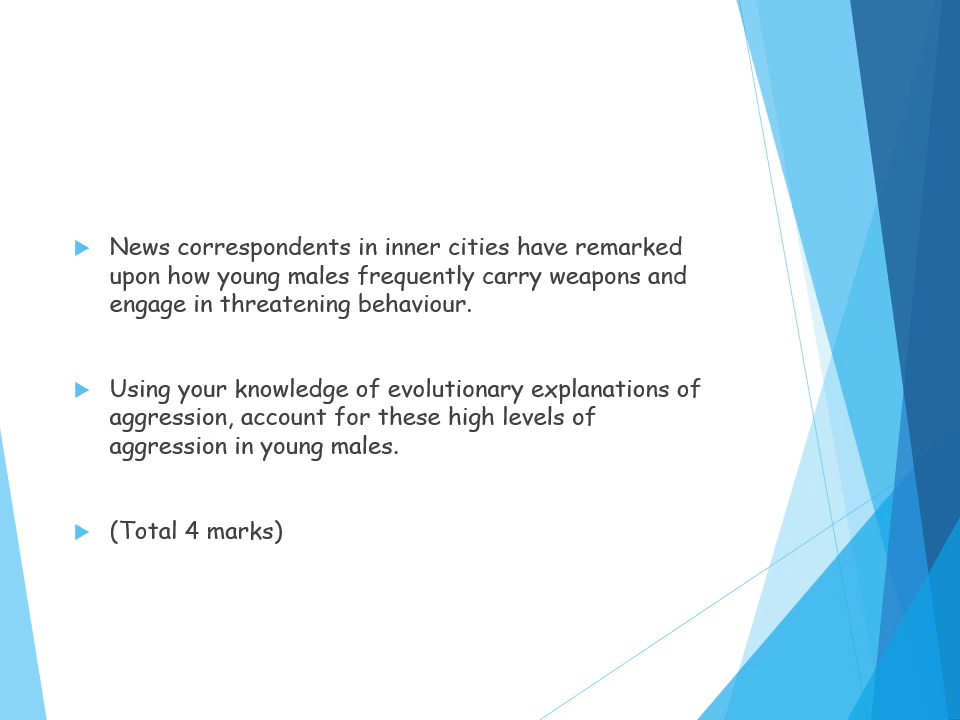 News correspondents in inner cities have remarked
upon how young males frequently carry weapons and
engage in threatening behaviour.
Using your knowledge of evolutionary explanations of
aggression, account for these high levels of
aggression in young males.
(Total 4 marks)